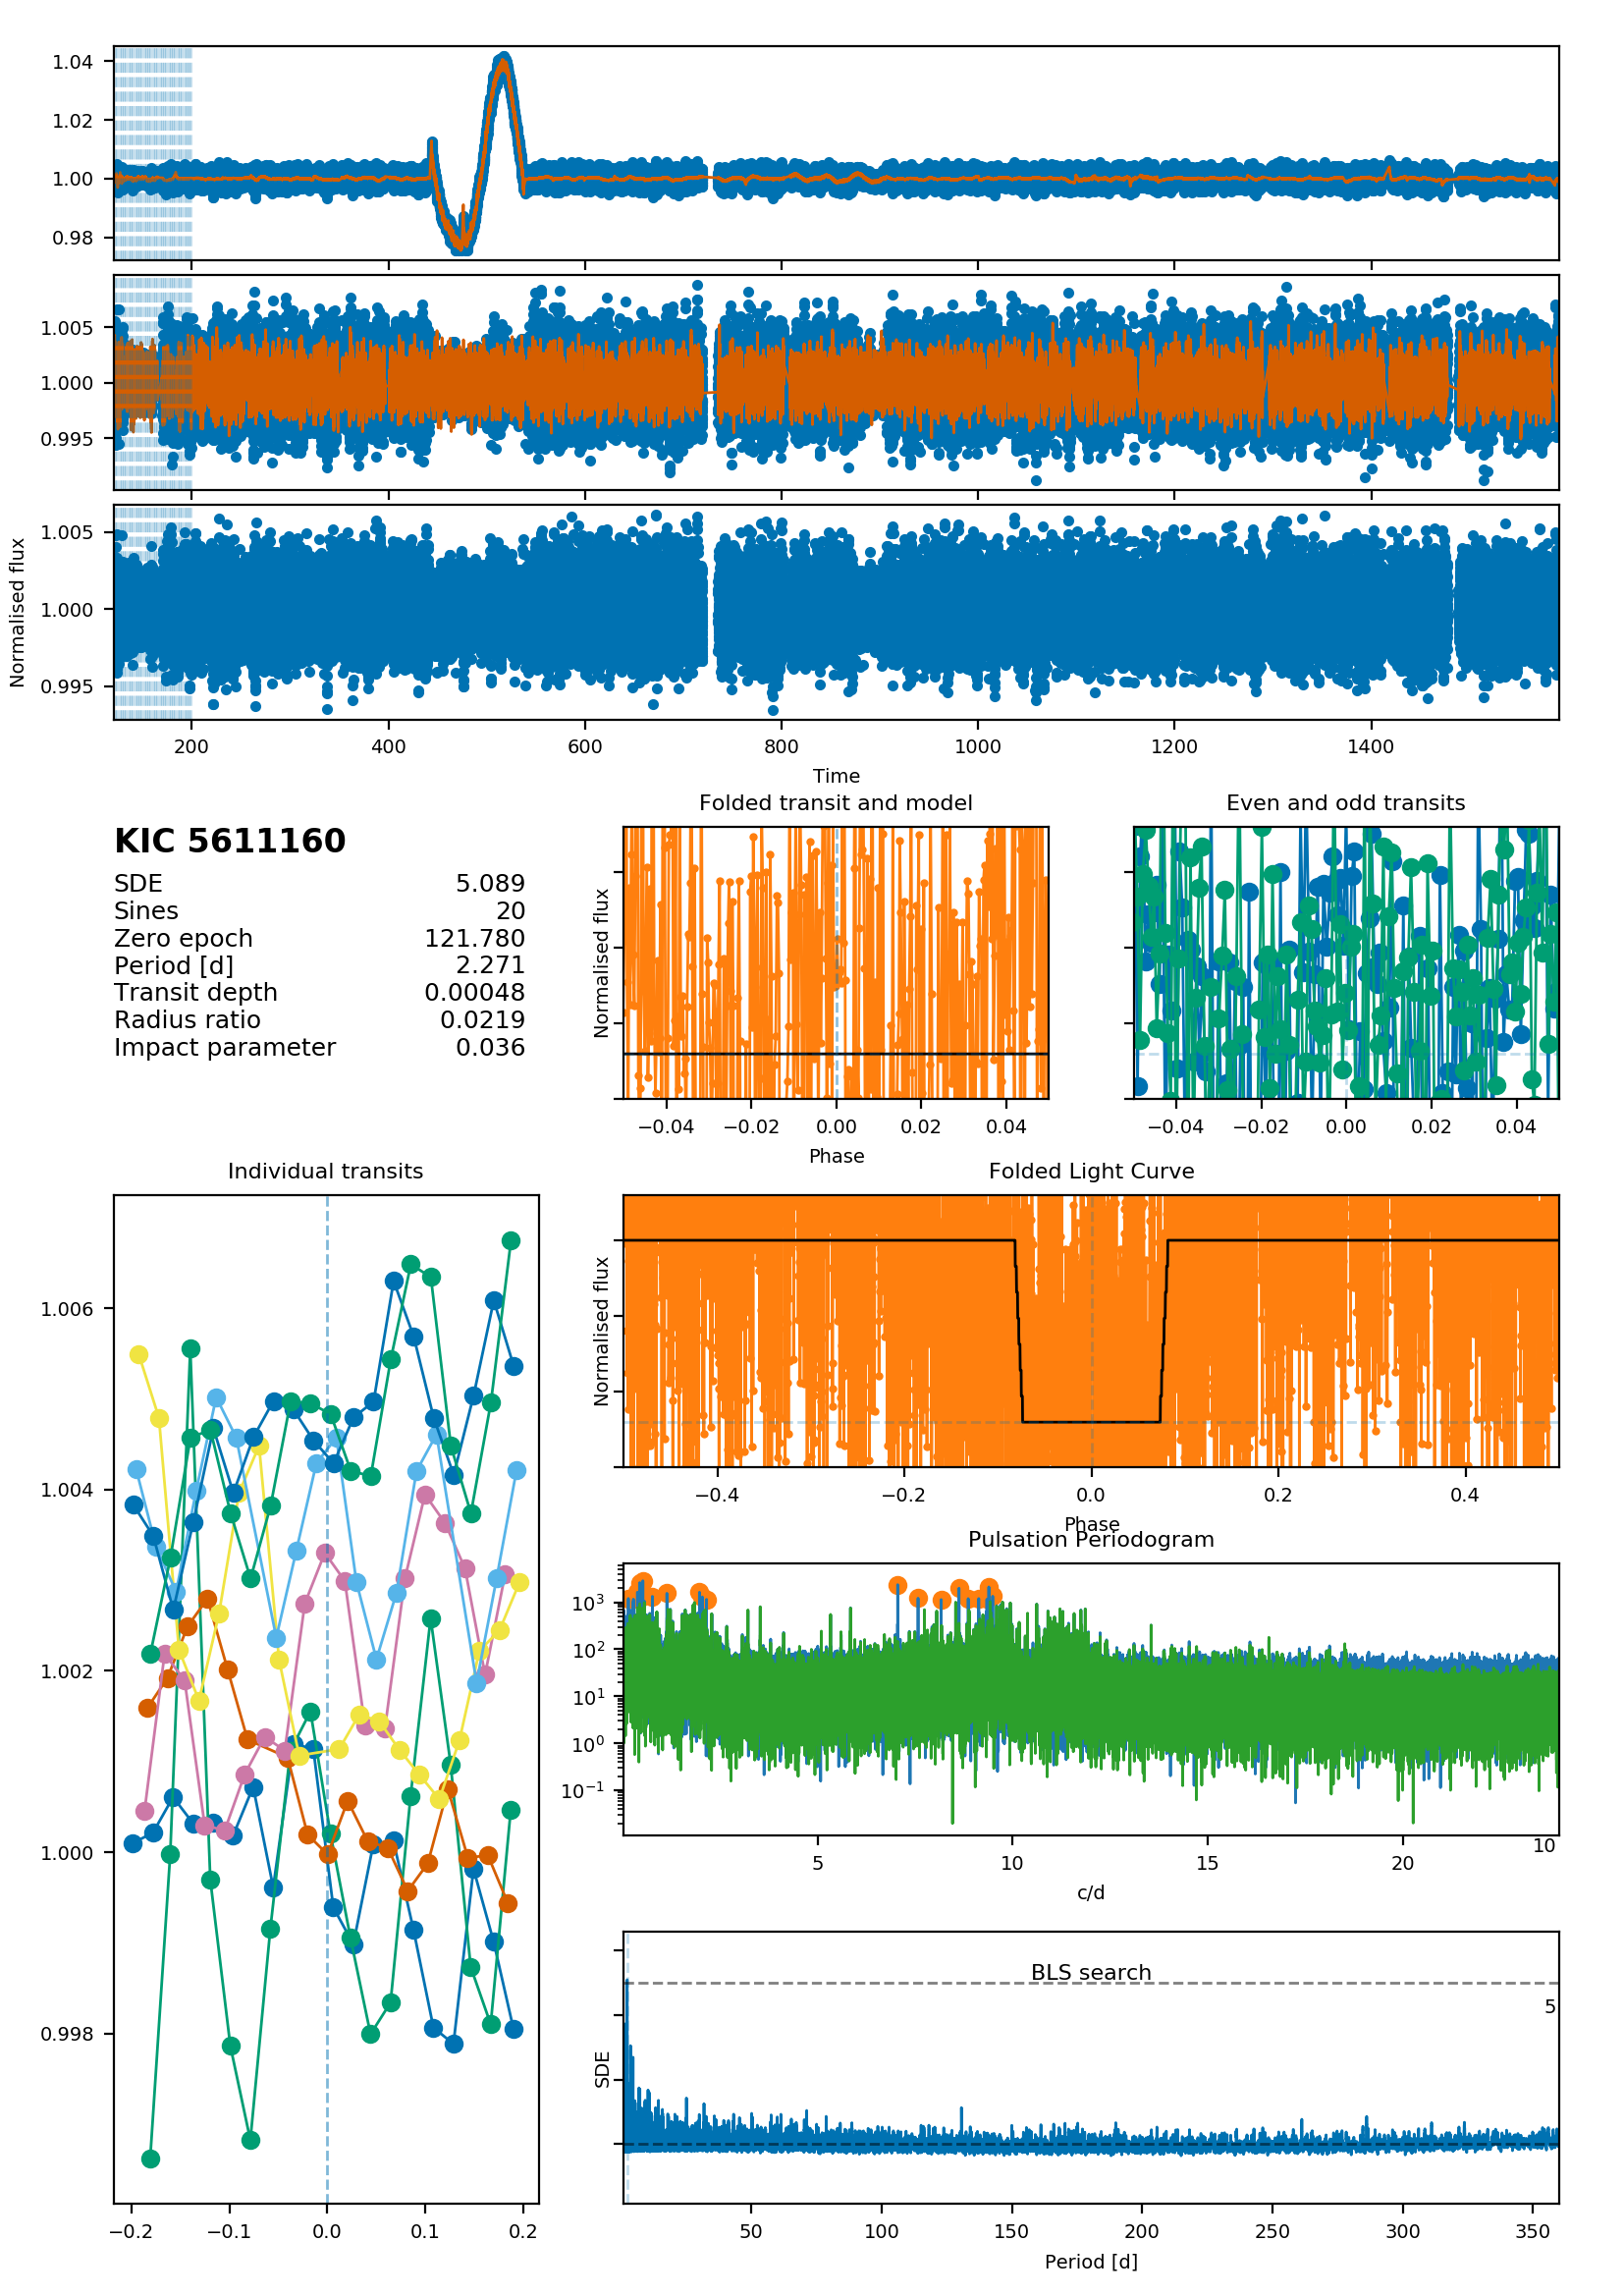 1.04
1.02
1.00
0.98
1.005
1.000
0.995
1.005
1.000
0.995
Normalised flux
200 400 600 800 1000 1200 1400
Time
KIC 5611160
SDE 5.089
Sines 20
Zero epoch 121.780
Period [d] 2.271
Transit depth 0.00048
Radius ratio 0.0219
Impact parameter 0.036
Folded transit and model
Normalised flux
−0.04 −0.02 0.00 0.02 0.04
Phase
Even and odd transits
−0.04 −0.02 0.00 0.02 0.04
Individual transits
1.006
1.004
1.002
1.000
0.998
−0.2 −0.1 0.0 0.1 0.2
Folded Light Curve
Normalised flux
−0.4 −0.2 0.0 0.2 0.4
Phase
Pulsation Periodogram
10³
10²
10¹
10⁰
10⁻¹
5 10 15 20
10
c/d
BLS search
5
SDE
50 100 150 200 250 300 350
Period [d]